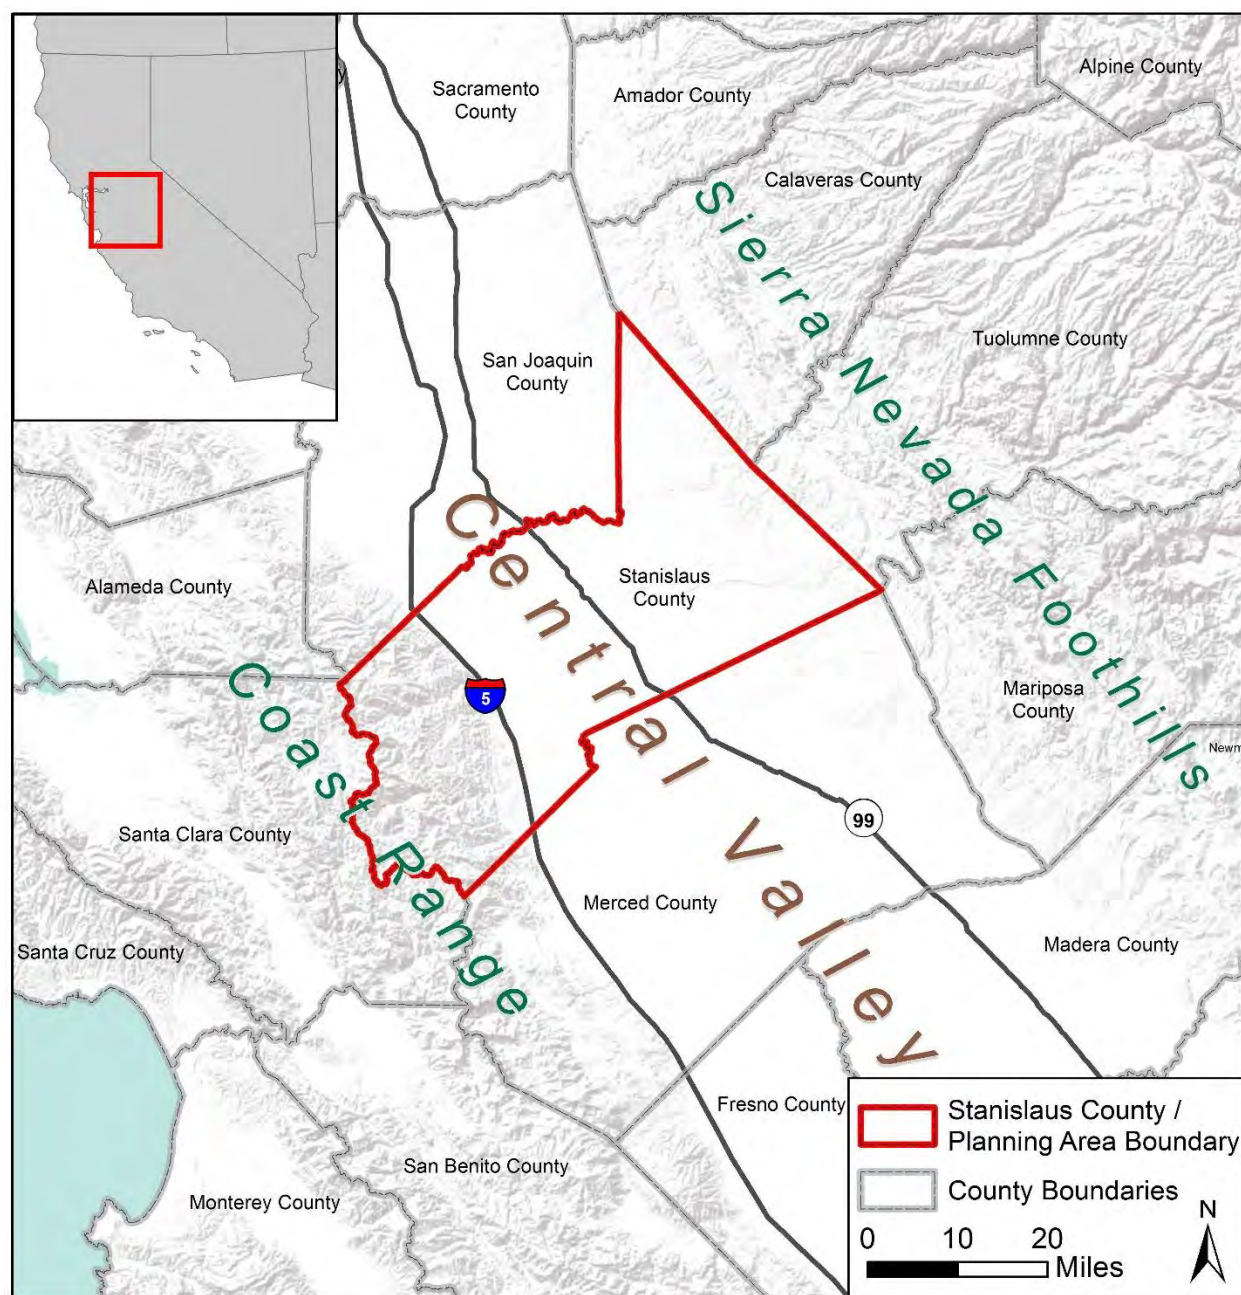 Alpine County
Sacramento
County
Amador County
Calaveras County
Sierra Nevada Foothills
Tuolumne County
San Joaquin
County
Central Valley
Alameda County
Stanislaus
County
Coast Range
5
Mariposa
County
Newm
99
Santa Clara County
Merced County
Santa Cruz County
Madera County
Fresno County
San Benito County
Monterey County
Stanislaus County /
Planning Area Boundary
County Boundaries
N
0 10 20
Miles